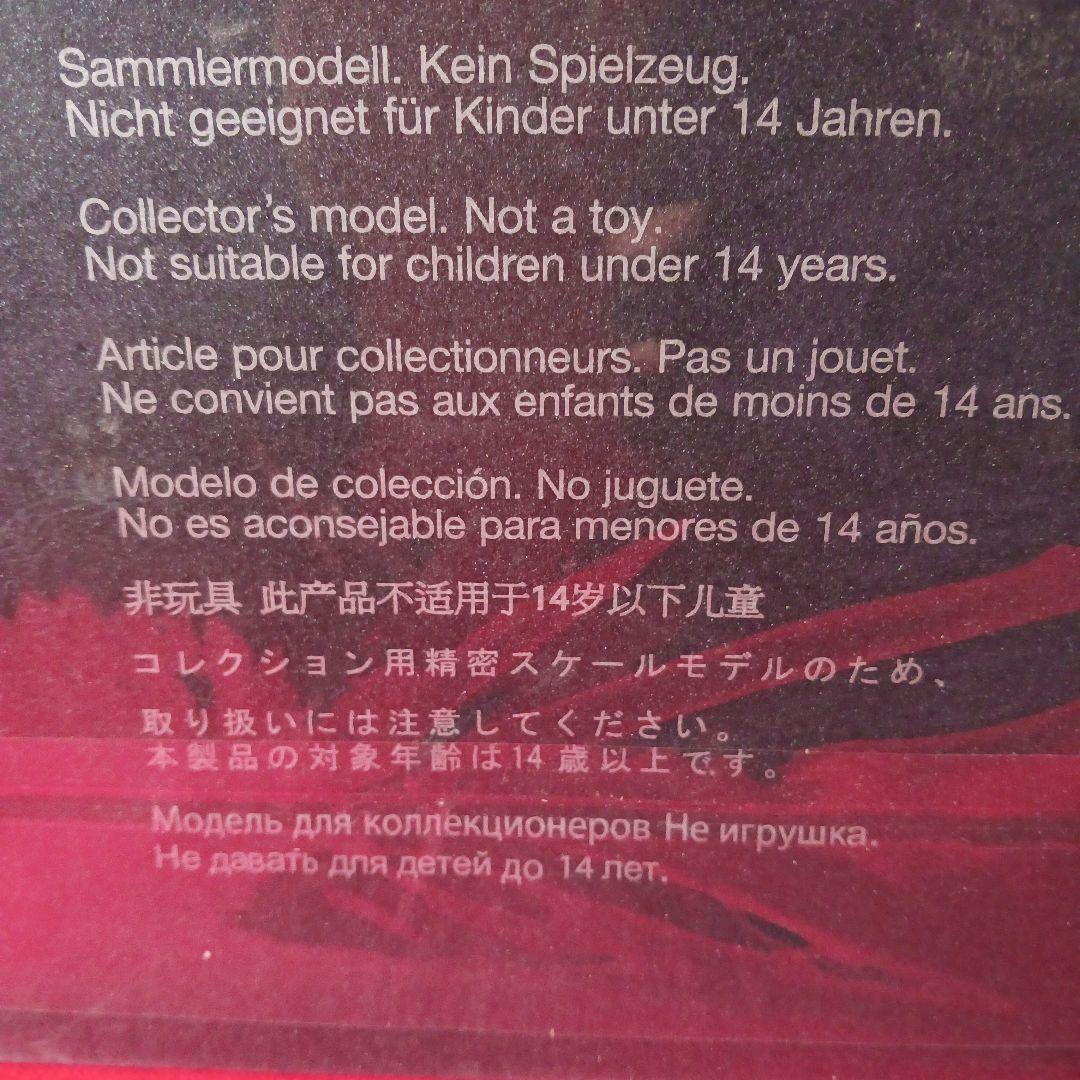 Sammlermodell. Kein Spielzeug.
Nicht geeignet für Kinder unter 14 Jahren.
Collector's model. Not a toy.
Not suitable for children under 14 years.
Article pour collectionneurs. Pas un jouet.
Ne convient pas aux enfants de moins de 14 ans.
Modelo de colección. No juguete.
No es aconsejable para menores de 14 años.
非玩具 此产品不适用于14岁以下儿童
コレクション用精密スケールモデルのため、
取り扱いには注意してください。
本製品の対象年齢は14歳以上です。
Модель для коллекционеров Не игрушка.
Не давать для детей до 14 лет.